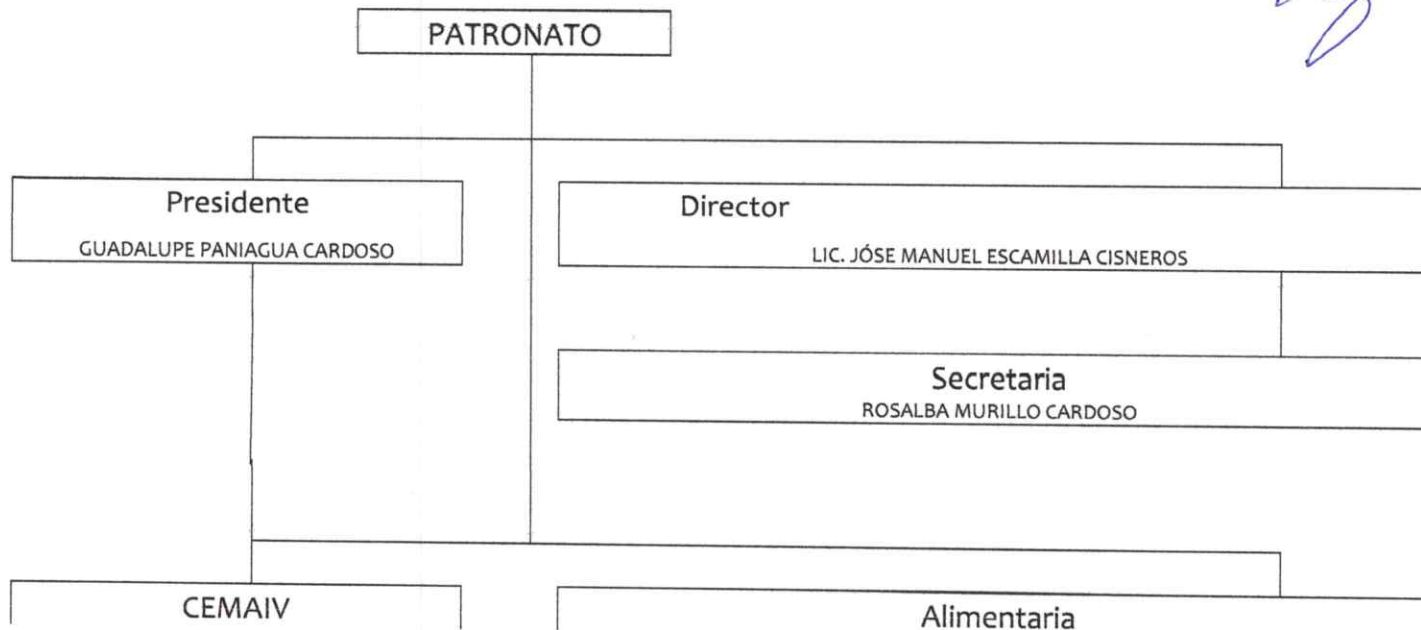 PATRONATO
Presidente
GUADALUPE PANIAGUA CARDOSO
Director
LIC. JÓSE MANUEL ESCAMILLA CISNEROS
Secretaria
ROSALBA MURILLO CARDOSO
CEMAIV
Alimentaria